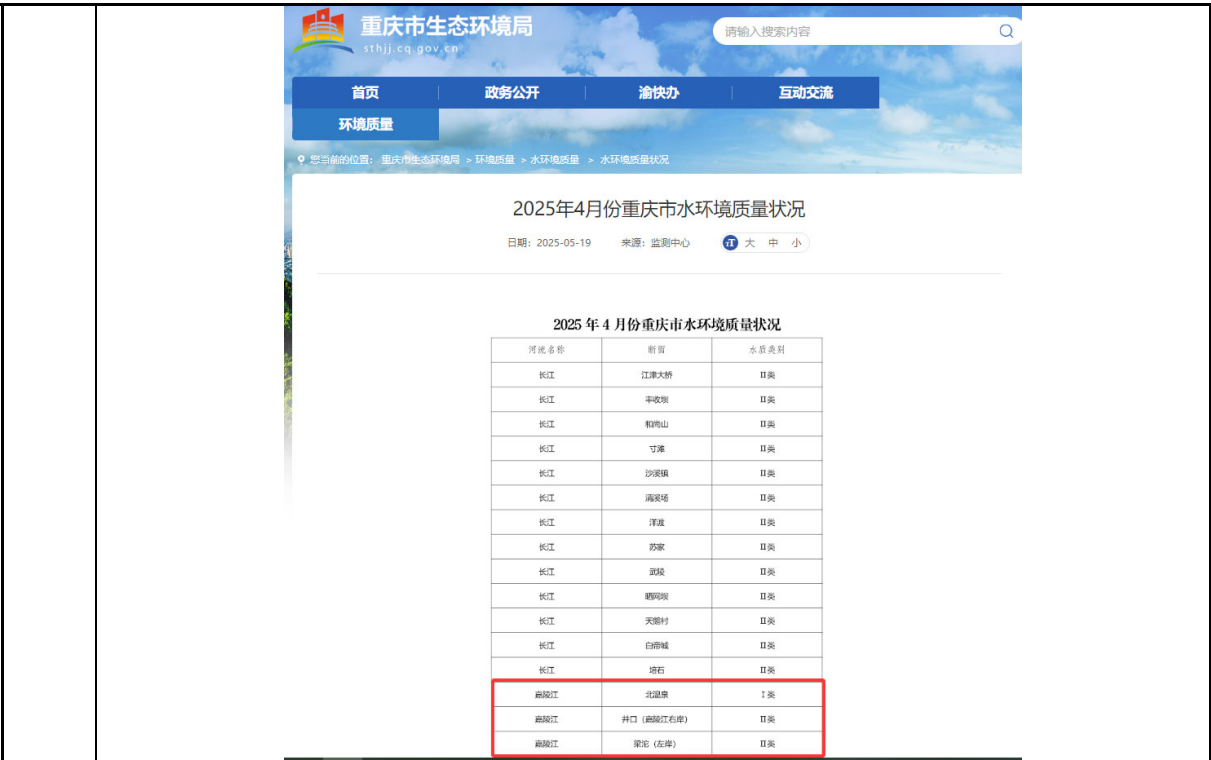 重庆市生态环境局
sthjj.cq.gov.cn
请输入搜索内容
首页 政务公开 渝快办 互动交流
环境质量
您当前的位置: 重庆市生态环境局 > 环境质量 > 水环境质量 > 水环境质量状况
2025年4月份重庆市水环境质量状况
日期: 2025-05-19 来源: 监测中心 大 中 小
2025 年 4 月份重庆市水环境质量状况
河流名称 断面 水质类别
长江 江津大桥 II类
长江 丰收坝 II类
长江 和尚山 II类
长江 寸滩 II类
长江 沙溪镇 II类
长江 清溪场 II类
长江 洋渡 II类
长江 苏家 II类
长江 武陵 II类
长江 晒网坝 II类
长江 天鹅村 II类
长江 白帝城 II类
长江 培石 II类
嘉陵江 北温泉 I类
嘉陵江 井口（嘉陵江右岸） II类
嘉陵江 梁沱（左岸） II类